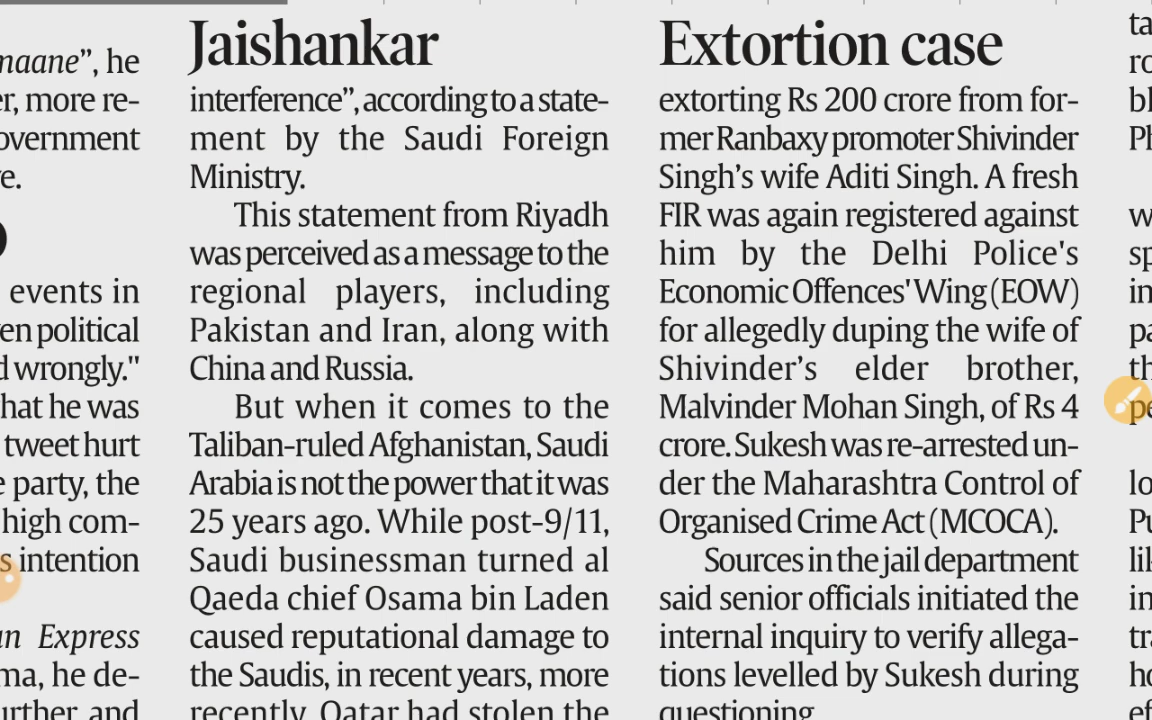 maane”, he
er, more re-
overnment
e.
events in
en political
d wrongly."
hat he was
tweet hurt
e party, the
high com-
s intention
an Express
ma, he de-
urther, and
Jaishankar
interference”, according to a state-
ment by the Saudi Foreign
Ministry.
This statement from Riyadh
was perceived as a message to the
regional players, including
Pakistan and Iran, along with
China and Russia.
But when it comes to the
Taliban-ruled Afghanistan, Saudi
Arabia is not the power that it was
25 years ago. While post-9/11,
Saudi businessman turned al
Qaeda chief Osama bin Laden
caused reputational damage to
the Saudis, in recent years, more
recently, Qatar had stolen the
Extortion case
extorting Rs 200 crore from for-
mer Ranbaxy promoter Shivinder
Singh’s wife Aditi Singh. A fresh
FIR was again registered against
him by the Delhi Police's
Economic Offences' Wing (EOW)
for allegedly duping the wife of
Shivinder’s elder brother,
Malvinder Mohan Singh, of Rs 4
crore. Sukesh was re-arrested un-
der the Maharashtra Control of
Organised Crime Act (MCOCA).
Sources in the jail department
said senior officials initiated the
internal inquiry to verify allega-
tions levelled by Sukesh during
questioning